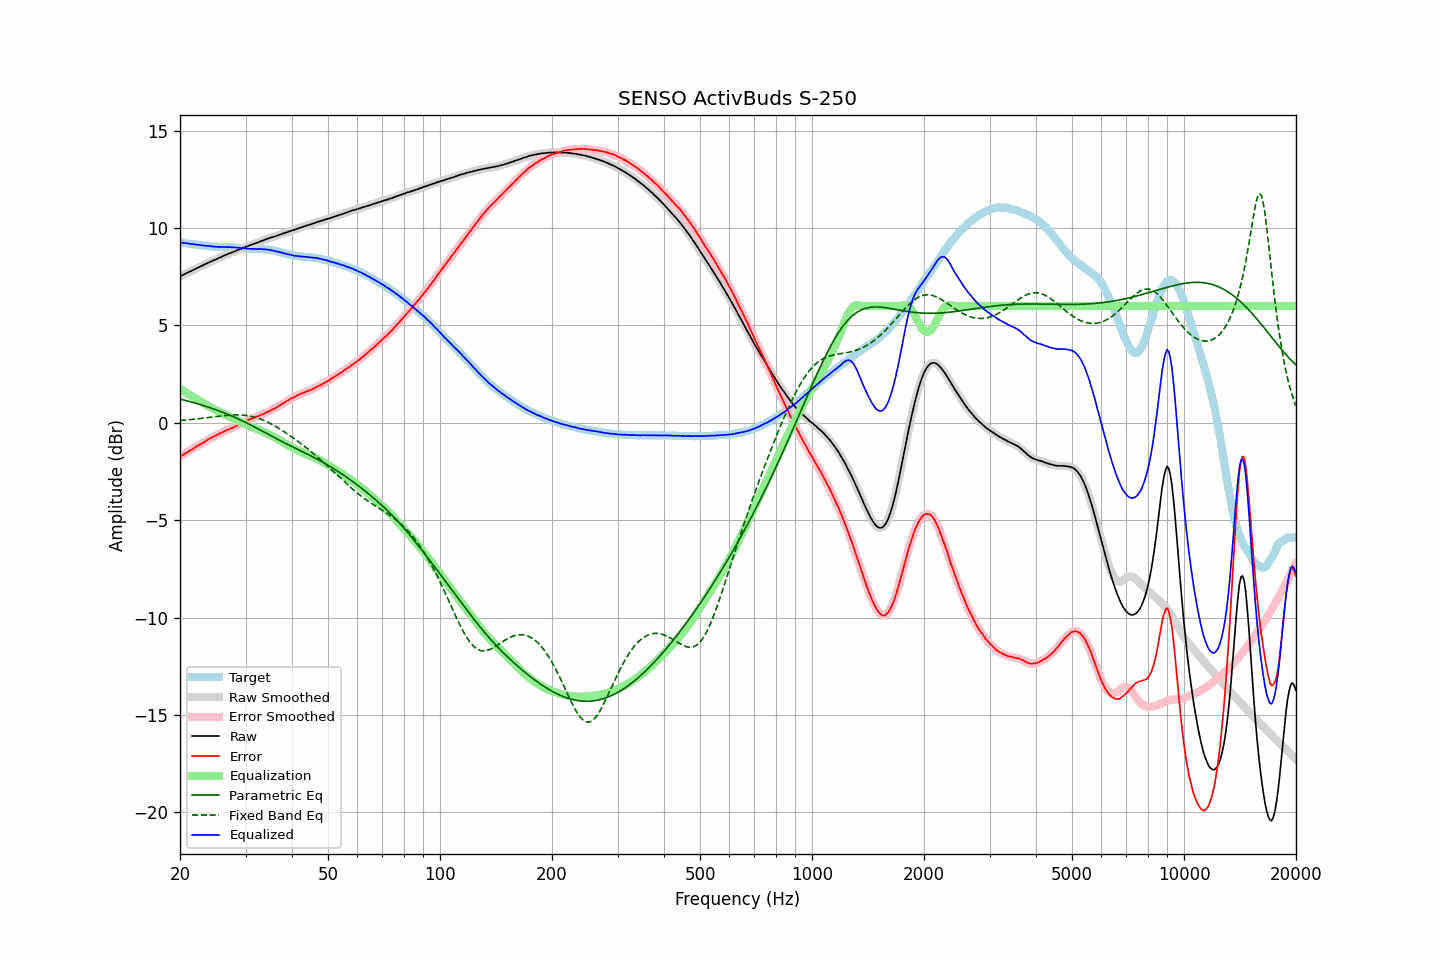 SENSO ActivBuds S-250
15
10
5
0
−5
−10
−15
−20
Amplitude (dBr)
Target
Raw Smoothed
Error Smoothed
Raw
Error
Equalization
Parametric Eq
Fixed Band Eq
Equalized
20 50 100 200 500 1000 2000 5000 10000 20000
Frequency (Hz)